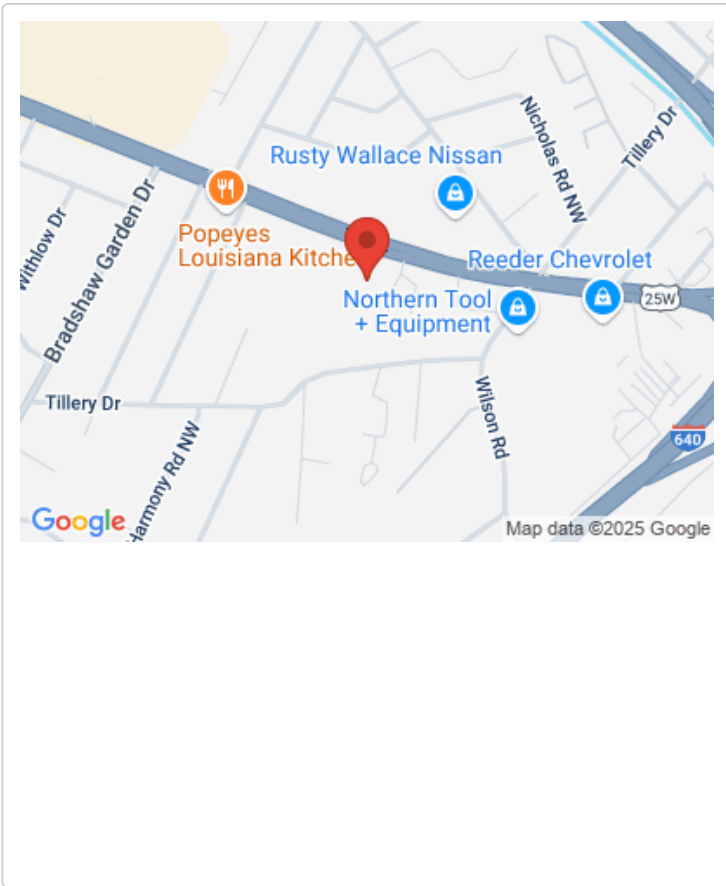 Nicholas Rd NW
Tillery Dr
Rusty Wallace Nissan
Withlow Dr
Bradshaw Garden Dr
Popeyes
Louisiana Kitche
Reeder Chevrolet
Northern Tool
+ Equipment
25W
Tillery Dr
Wilson Rd
Harmony Rd NW
640
Google
Map data ©2025 Google